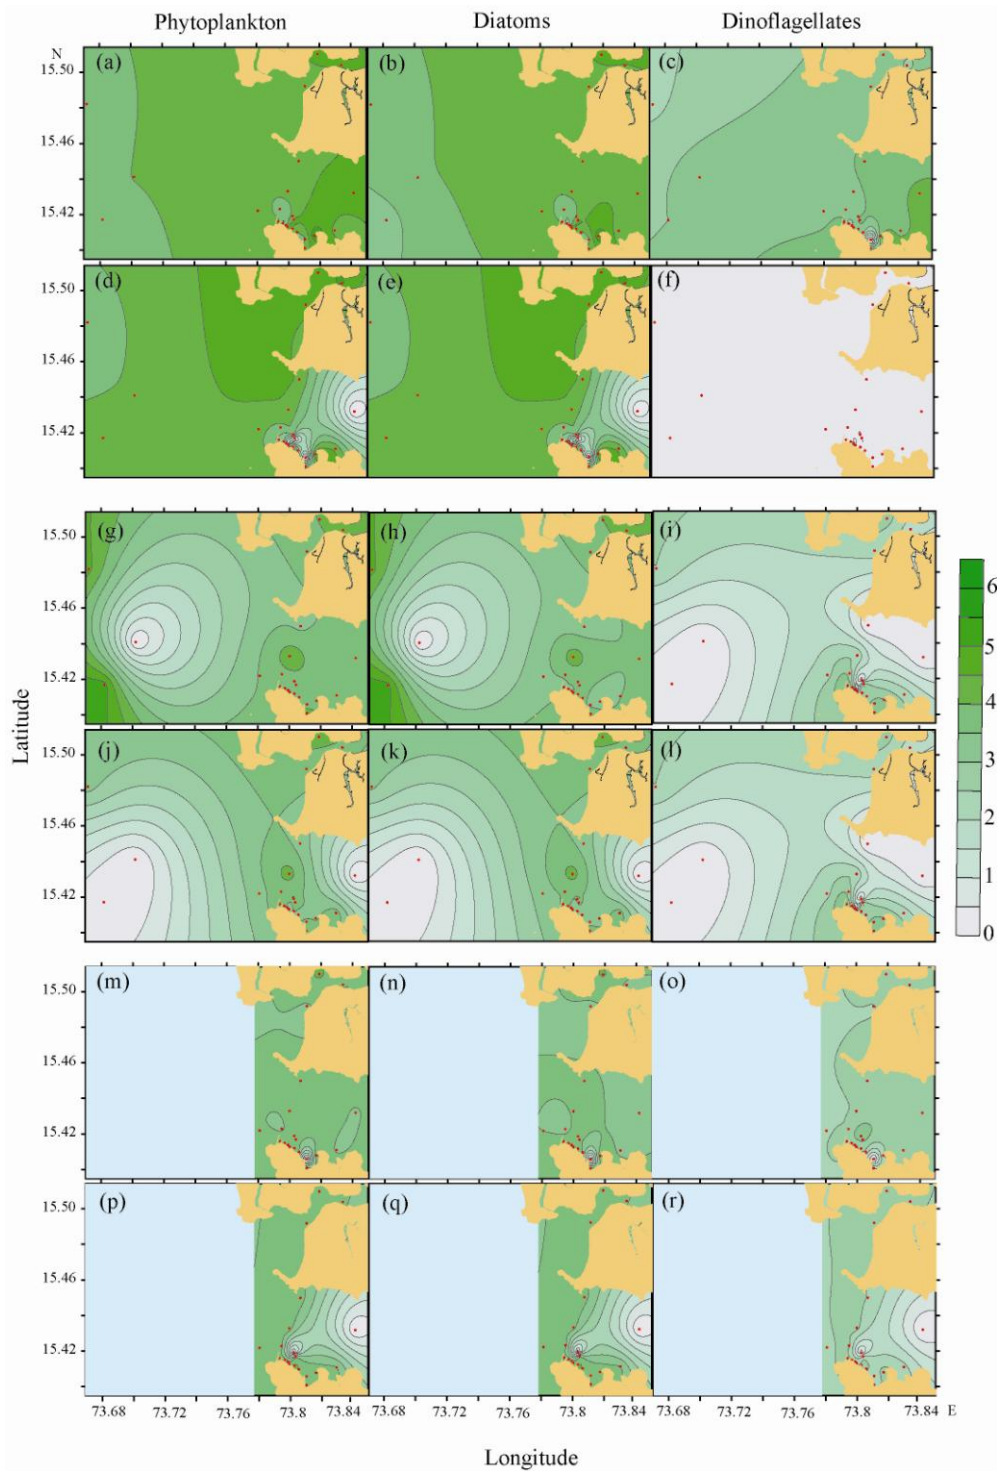 Phytoplankton Diatoms Dinoflagellates
N
(a) (b) (c)
15.50
15.46
15.42
(d) (e) (f)
15.50
15.46
15.42
(g) (h) (i)
15.50
15.46
15.42
(j) (k) (l)
15.50
15.46
15.42
(m) (n) (o)
15.50
15.46
15.42
(p) (q) (r)
15.50
15.46
15.42
6
5
4
3
2
1
0
Latitude
73.68 73.72 73.76 73.8 73.84 73.68 73.72 73.76 73.8 73.84 73.68 73.72 73.76 73.8 73.84 E
Longitude